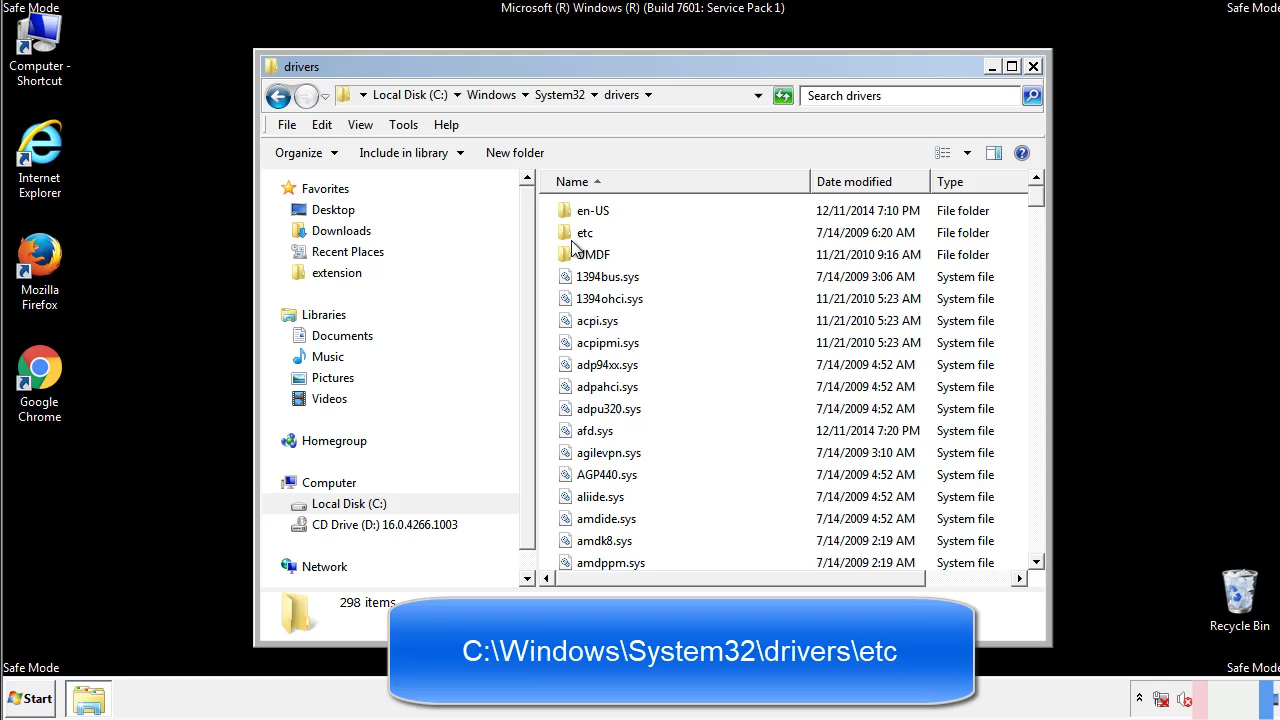 Safe Mode
Microsoft (R) Windows (R) (Build 7601: Service Pack 1)
Safe Mode
Computer -
Shortcut
Internet
Explorer
Mozilla
Firefox
Google
Chrome
Recycle Bin
drivers
Local Disk (C:)
Windows
System32
drivers
Search drivers
File
Edit
View
Tools
Help
Organize
Include in library
New folder
Favorites
Desktop
Downloads
Recent Places
extension
Libraries
Documents
Music
Pictures
Videos
Homegroup
Computer
Local Disk (C:)
CD Drive (D:) 16.0.4266.1003
Network
Name Date modified Type
en-US 12/11/2014 7:10 PM File folder
etc 7/14/2009 6:20 AM File folder
UMDF 11/21/2010 9:16 AM File folder
1394bus.sys 7/14/2009 3:06 AM System file
1394ohci.sys 11/21/2010 5:23 AM System file
acpi.sys 11/21/2010 5:23 AM System file
acpipmi.sys 11/21/2010 5:23 AM System file
adp94xx.sys 7/14/2009 4:52 AM System file
adpahci.sys 7/14/2009 4:52 AM System file
adpu320.sys 7/14/2009 4:52 AM System file
afd.sys 12/11/2014 7:20 PM System file
agilevpn.sys 7/14/2009 3:10 AM System file
AGP440.sys 7/14/2009 4:52 AM System file
aliide.sys 7/14/2009 4:52 AM System file
amdide.sys 7/14/2009 4:52 AM System file
amdk8.sys 7/14/2009 2:19 AM System file
amdppm.sys 7/14/2009 2:19 AM System file
298 items
C:\Windows\System32\drivers\etc
Safe Mode
Safe Mode
Start